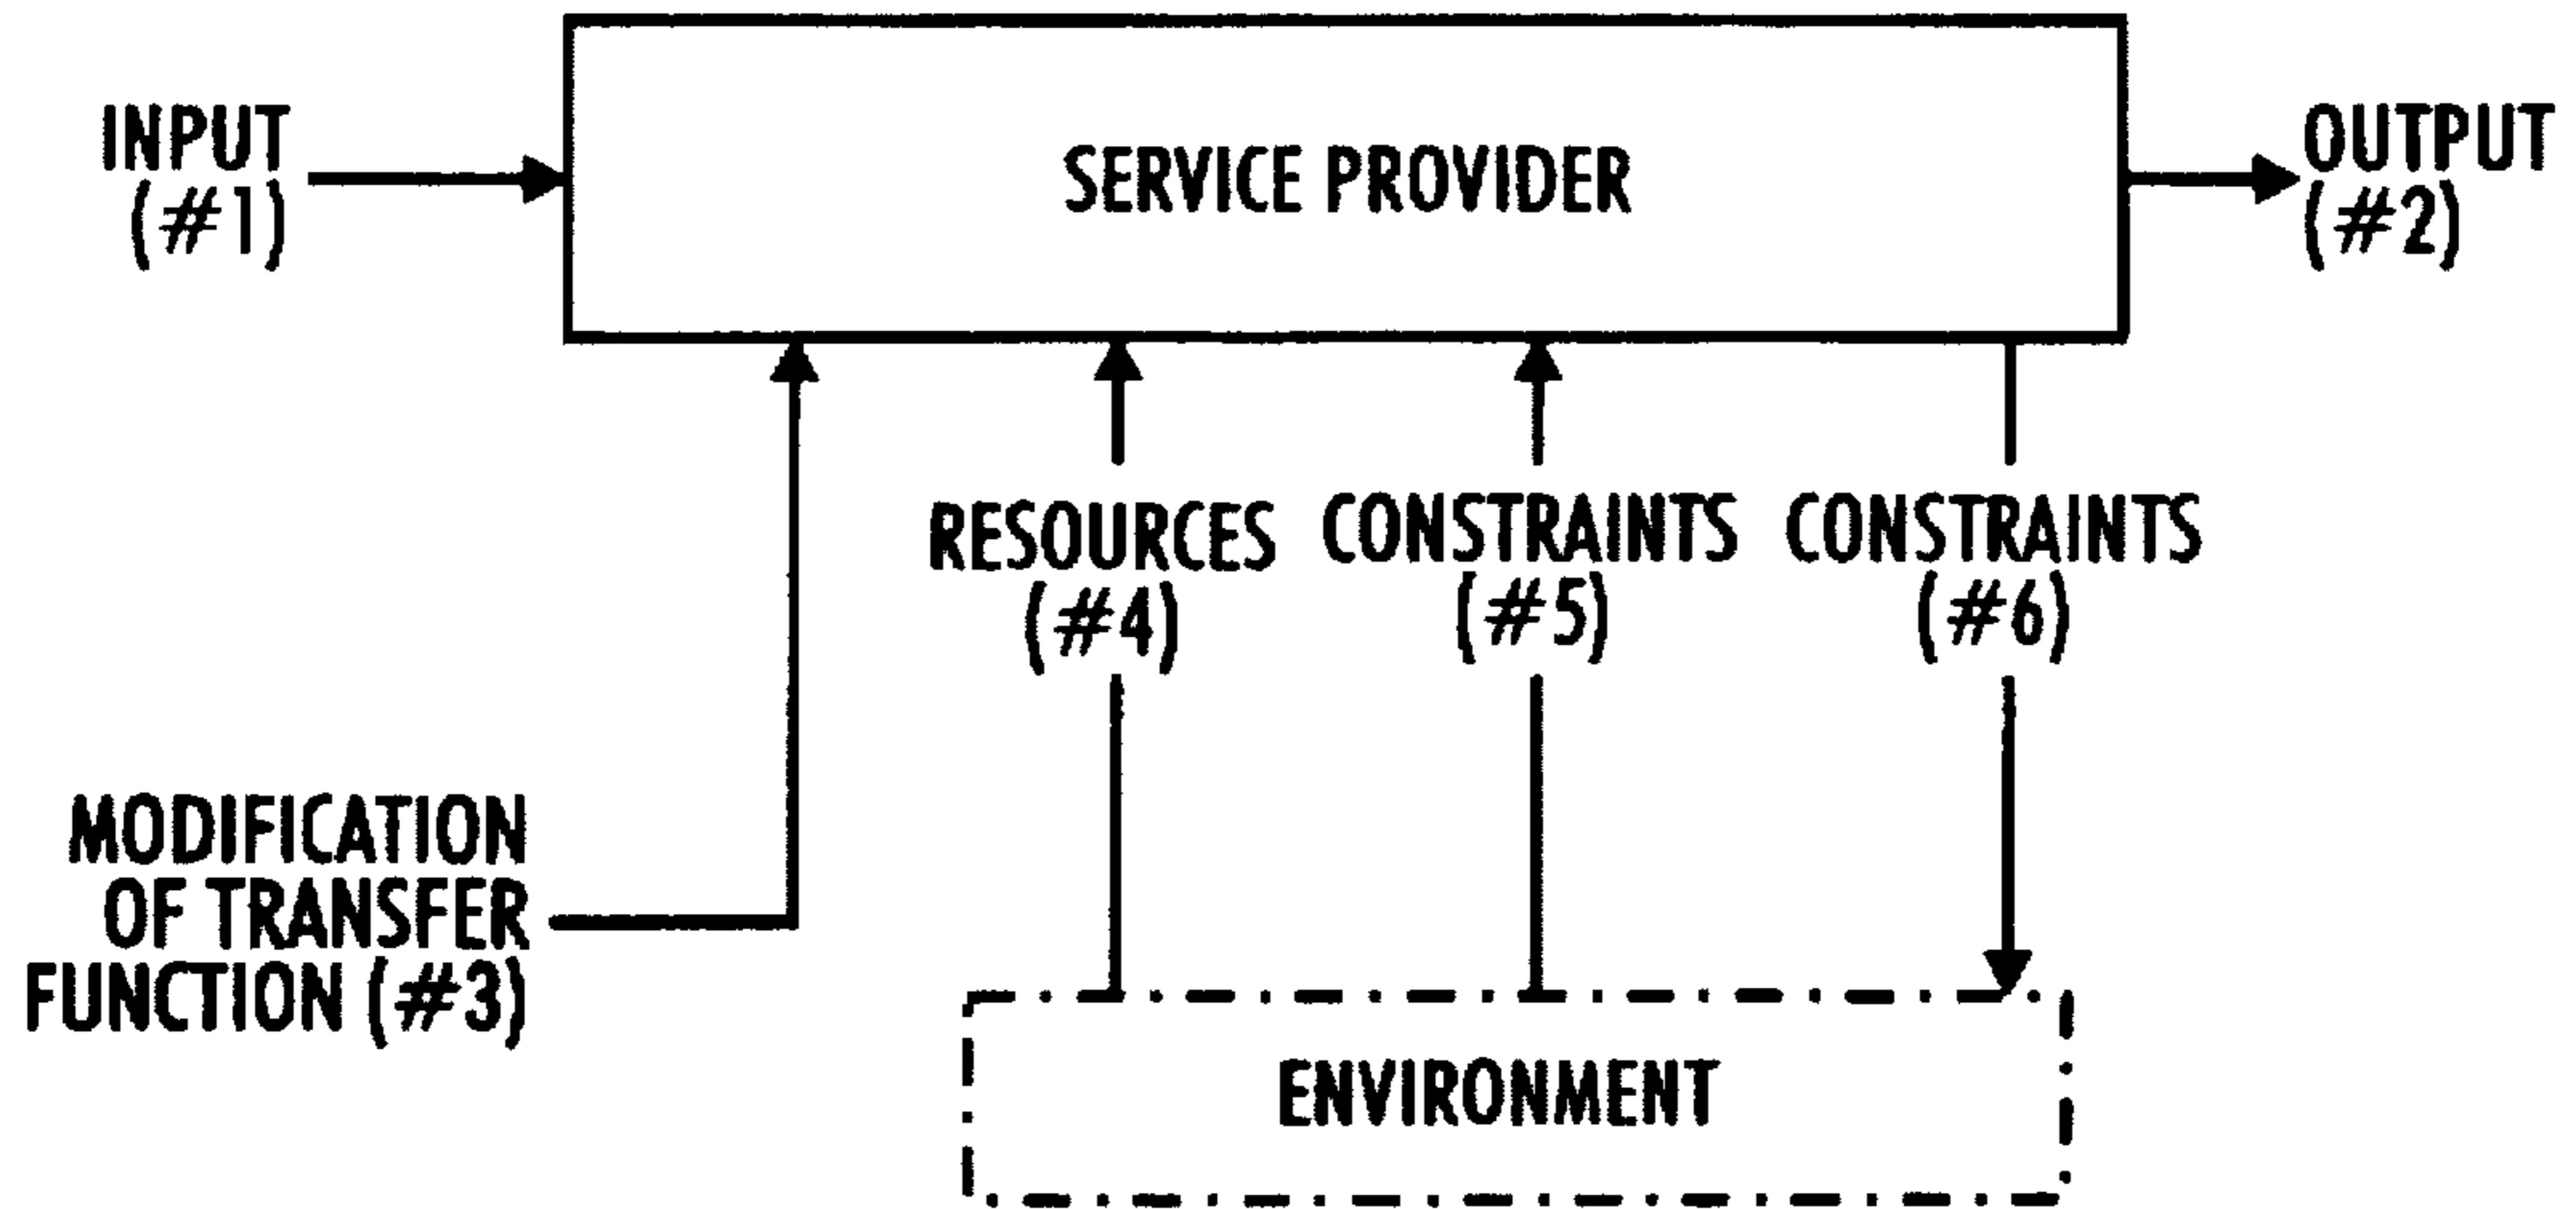 INPUT
(#1)
SERVICE PROVIDER
OUTPUT
(#2)
RESOURCES
(#4)
CONSTRAINTS
(#5)
CONSTRAINTS
(#6)
MODIFICATION
OF TRANSFER
FUNCTION (#3)
ENVIRONMENT